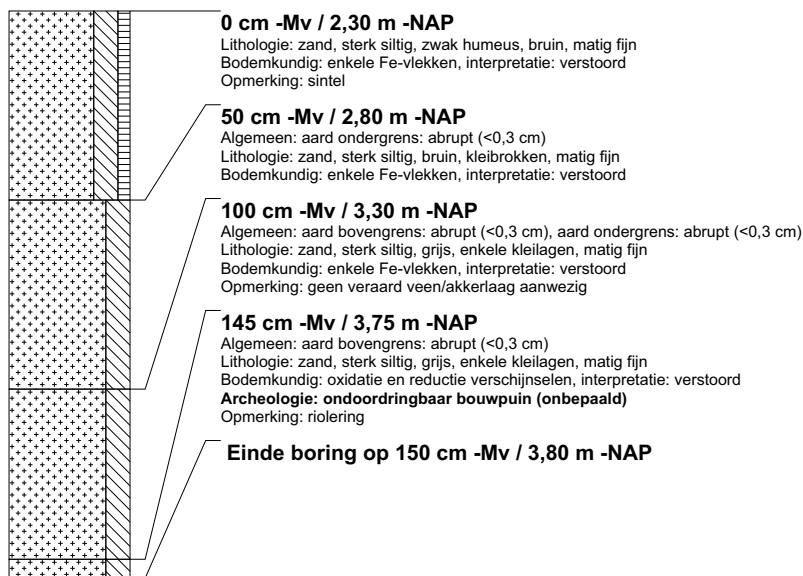 0 cm -Mv / 2,30 m -NAP
Lithologie: zand, sterk siltig, zwak humeus, bruin, matig fijn
Bodemkundig: enkele Fe-vlekken, interpretatie: verstoord
Opmerking: sintel
50 cm -Mv / 2,80 m -NAP
Algemeen: aard ondergrens: abrupt (<0,3 cm)
Lithologie: zand, sterk siltig, bruin, kleibrokken, matig fijn
Bodemkundig: enkele Fe-vlekken, interpretatie: verstoord
100 cm -Mv / 3,30 m -NAP
Algemeen: aard bovengrens: abrupt (<0,3 cm), aard ondergrens: abrupt (<0,3 cm)
Lithologie: zand, sterk siltig, grijs, enkele kleilagen, matig fijn
Bodemkundig: enkele Fe-vlekken, interpretatie: verstoord
Opmerking: geen veraard veen/akkerlaag aanwezig
145 cm -Mv / 3,75 m -NAP
Algemeen: aard bovengrens: abrupt (<0,3 cm)
Lithologie: zand, sterk siltig, grijs, enkele kleilagen, matig fijn
Bodemkundig: oxidatie en reductie verschijnselen, interpretatie: verstoord
Archeologie: ondoordringbaar bouwpuin (onbepaald)
Opmerking: riolering
Einde boring op 150 cm -Mv / 3,80 m -NAP